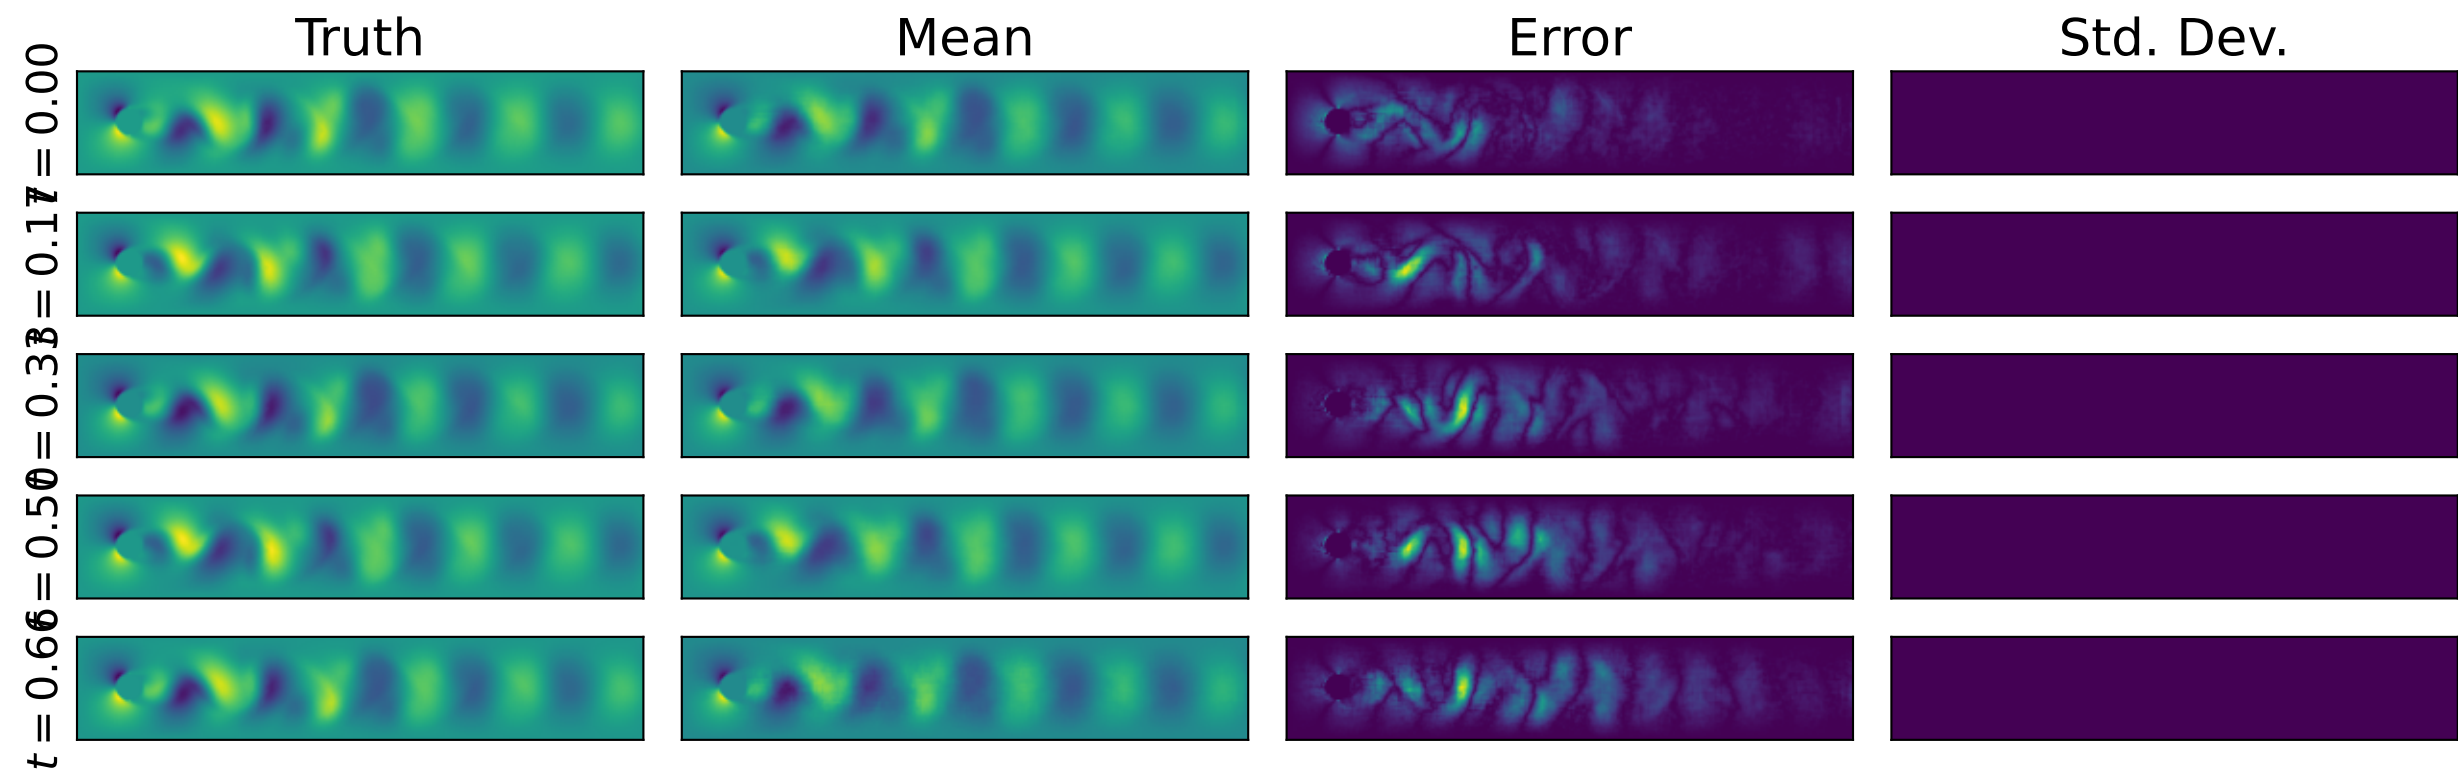 Truth Mean Error Std. Dev.
t = 0.00
t = 0.17
t = 0.33
t = 0.50
t = 0.66